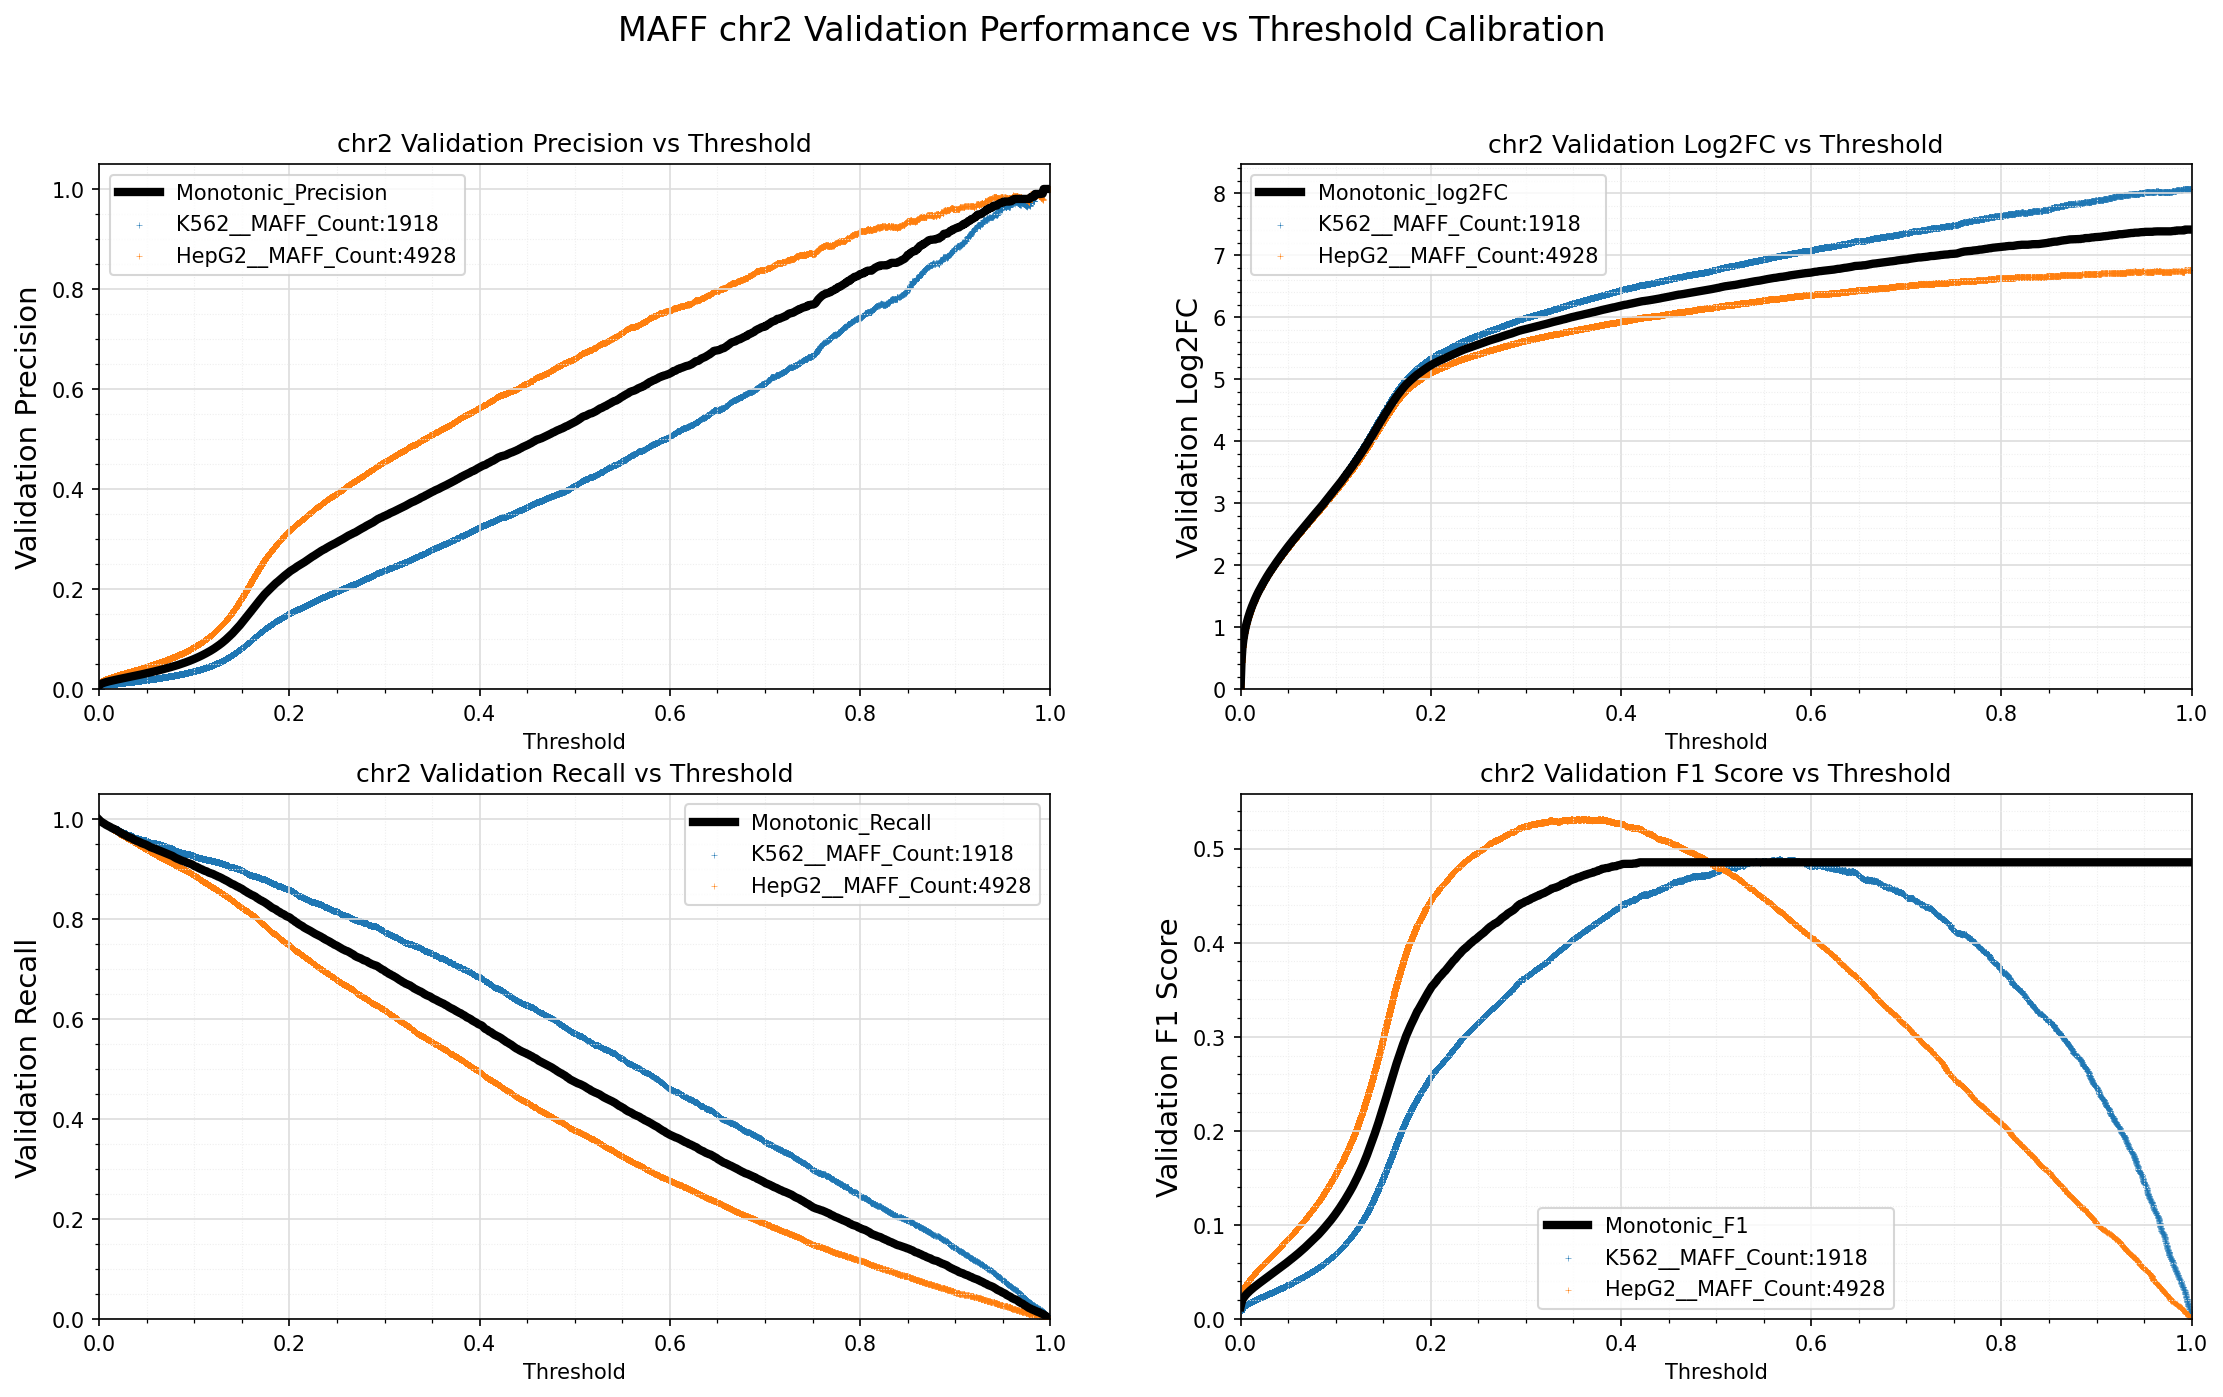 MAFF chr2 Validation Performance vs Threshold Calibration
chr2 Validation Precision vs Threshold
Monotonic_Precision
K562__MAFF_Count:1918
HepG2__MAFF_Count:4928
Validation Precision
1.0
0.8
0.6
0.4
0.2
0.0
0.0 0.2 0.4 0.6 0.8 1.0
Threshold
chr2 Validation Log2FC vs Threshold
Monotonic_log2FC
K562__MAFF_Count:1918
HepG2__MAFF_Count:4928
Validation Log2FC
8
7
6
5
4
3
2
1
0
0.0 0.2 0.4 0.6 0.8 1.0
Threshold
chr2 Validation Recall vs Threshold
Monotonic_Recall
K562__MAFF_Count:1918
HepG2__MAFF_Count:4928
Validation Recall
1.0
0.8
0.6
0.4
0.2
0.0
0.0 0.2 0.4 0.6 0.8 1.0
Threshold
chr2 Validation F1 Score vs Threshold
Validation F1 Score
0.5
0.4
0.3
0.2
0.1
0.0
Monotonic_F1
K562__MAFF_Count:1918
HepG2__MAFF_Count:4928
0.0 0.2 0.4 0.6 0.8 1.0
Threshold